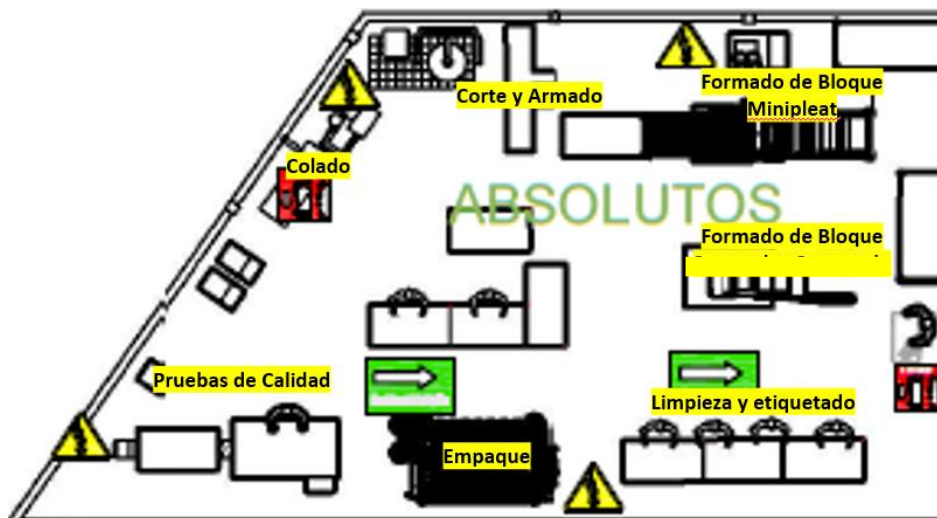 Formado de Bloque
Minipleat
Corte y Armado
Colado
ABSOLUTOS
Formado de Bloque
Pruebas de Calidad
Limpieza y etiquetado
Empaque